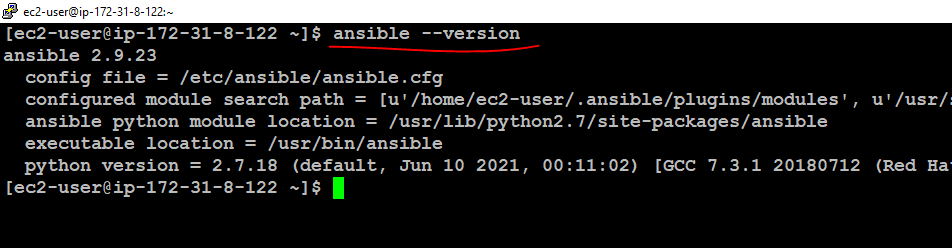 ec2-user@ip-172-31-8-122:~
[ec2-user@ip-172-31-8-122 ~]$ ansible --version
ansible 2.9.23
  config file = /etc/ansible/ansible.cfg
  configured module search path = [u'/home/ec2-user/.ansible/plugins/modules', u'/usr/
  ansible python module location = /usr/lib/python2.7/site-packages/ansible
  executable location = /usr/bin/ansible
  python version = 2.7.18 (default, Jun 10 2021, 00:11:02) [GCC 7.3.1 20180712 (Red Ha
[ec2-user@ip-172-31-8-122 ~]$